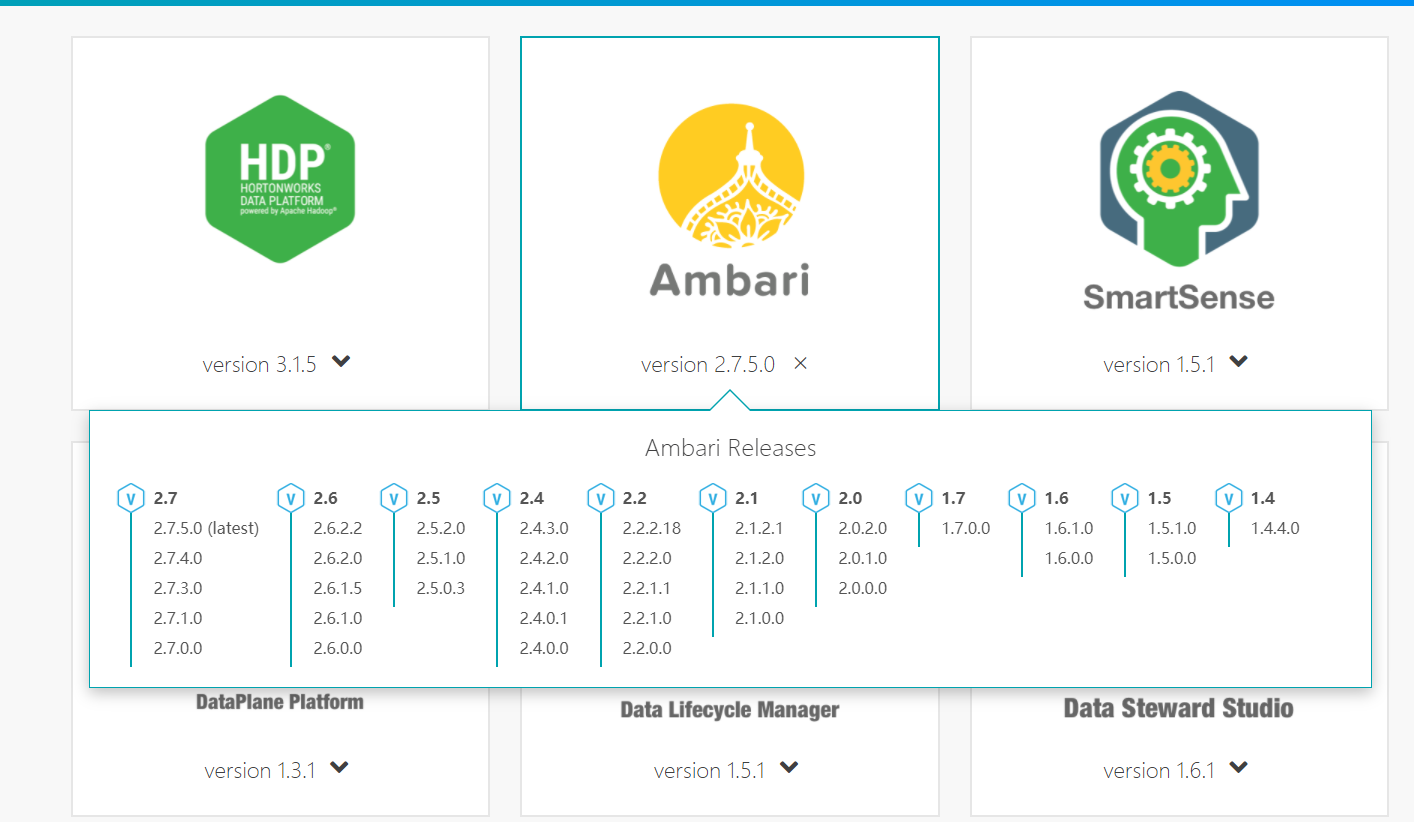 HDP®
HORTONWORKS
DATA PLATFORM
powered by Apache Hadoop®
version 3.1.5
Ambari
version 2.7.5.0
SmartSense
version 1.5.1
Ambari Releases
V 2.7
2.7.5.0 (latest)
2.7.4.0
2.7.3.0
2.7.1.0
2.7.0.0
V 2.6
2.6.2.2
2.6.2.0
2.6.1.5
2.6.1.0
2.6.0.0
V 2.5
2.5.2.0
2.5.1.0
2.5.0.3
V 2.4
2.4.3.0
2.4.2.0
2.4.1.0
2.4.0.1
2.4.0.0
V 2.2
2.2.2.18
2.2.2.0
2.2.1.1
2.2.1.0
2.2.0.0
V 2.1
2.1.2.1
2.1.2.0
2.1.1.0
2.1.0.0
V 2.0
2.0.2.0
2.0.1.0
2.0.0.0
V 1.7
1.7.0.0
V 1.6
1.6.1.0
1.6.0.0
V 1.5
1.5.1.0
1.5.0.0
V 1.4
1.4.4.0
DataPlane Platform
version 1.3.1
Data Lifecycle Manager
version 1.5.1
Data Steward Studio
version 1.6.1